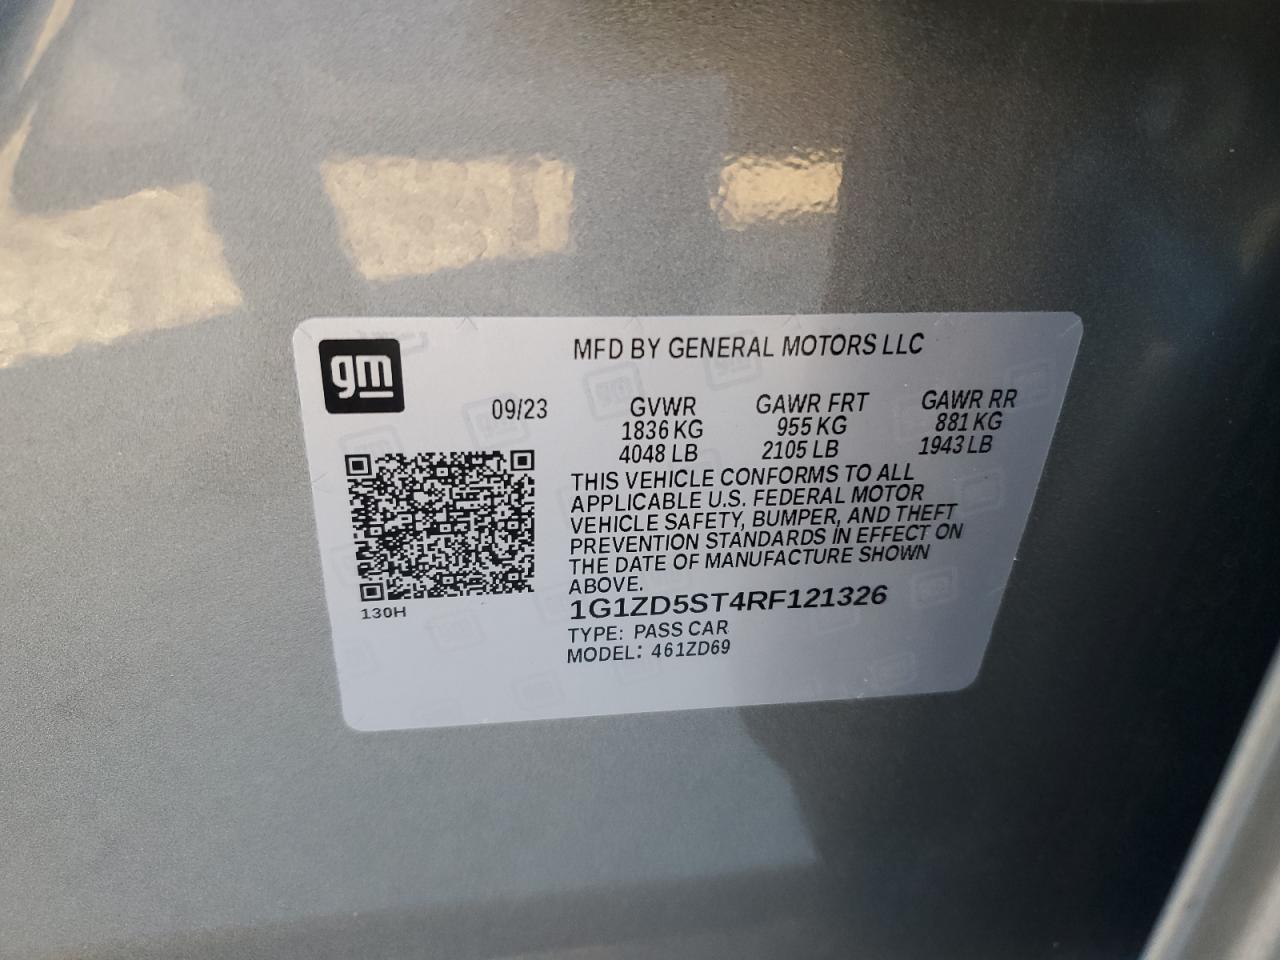 gm
MFD BY GENERAL MOTORS LLC
09/23
GVWR
1836 KG
4048 LB
GAWR FRT
955 KG
2105 LB
GAWR RR
881 KG
1943 LB
THIS VEHICLE CONFORMS TO ALL
APPLICABLE U.S. FEDERAL MOTOR
VEHICLE SAFETY, BUMPER, AND THEFT
PREVENTION STANDARDS IN EFFECT ON
THE DATE OF MANUFACTURE SHOWN
ABOVE.
130H
1G1ZD5ST4RF121326
TYPE: PASS CAR
MODEL: 461ZD69